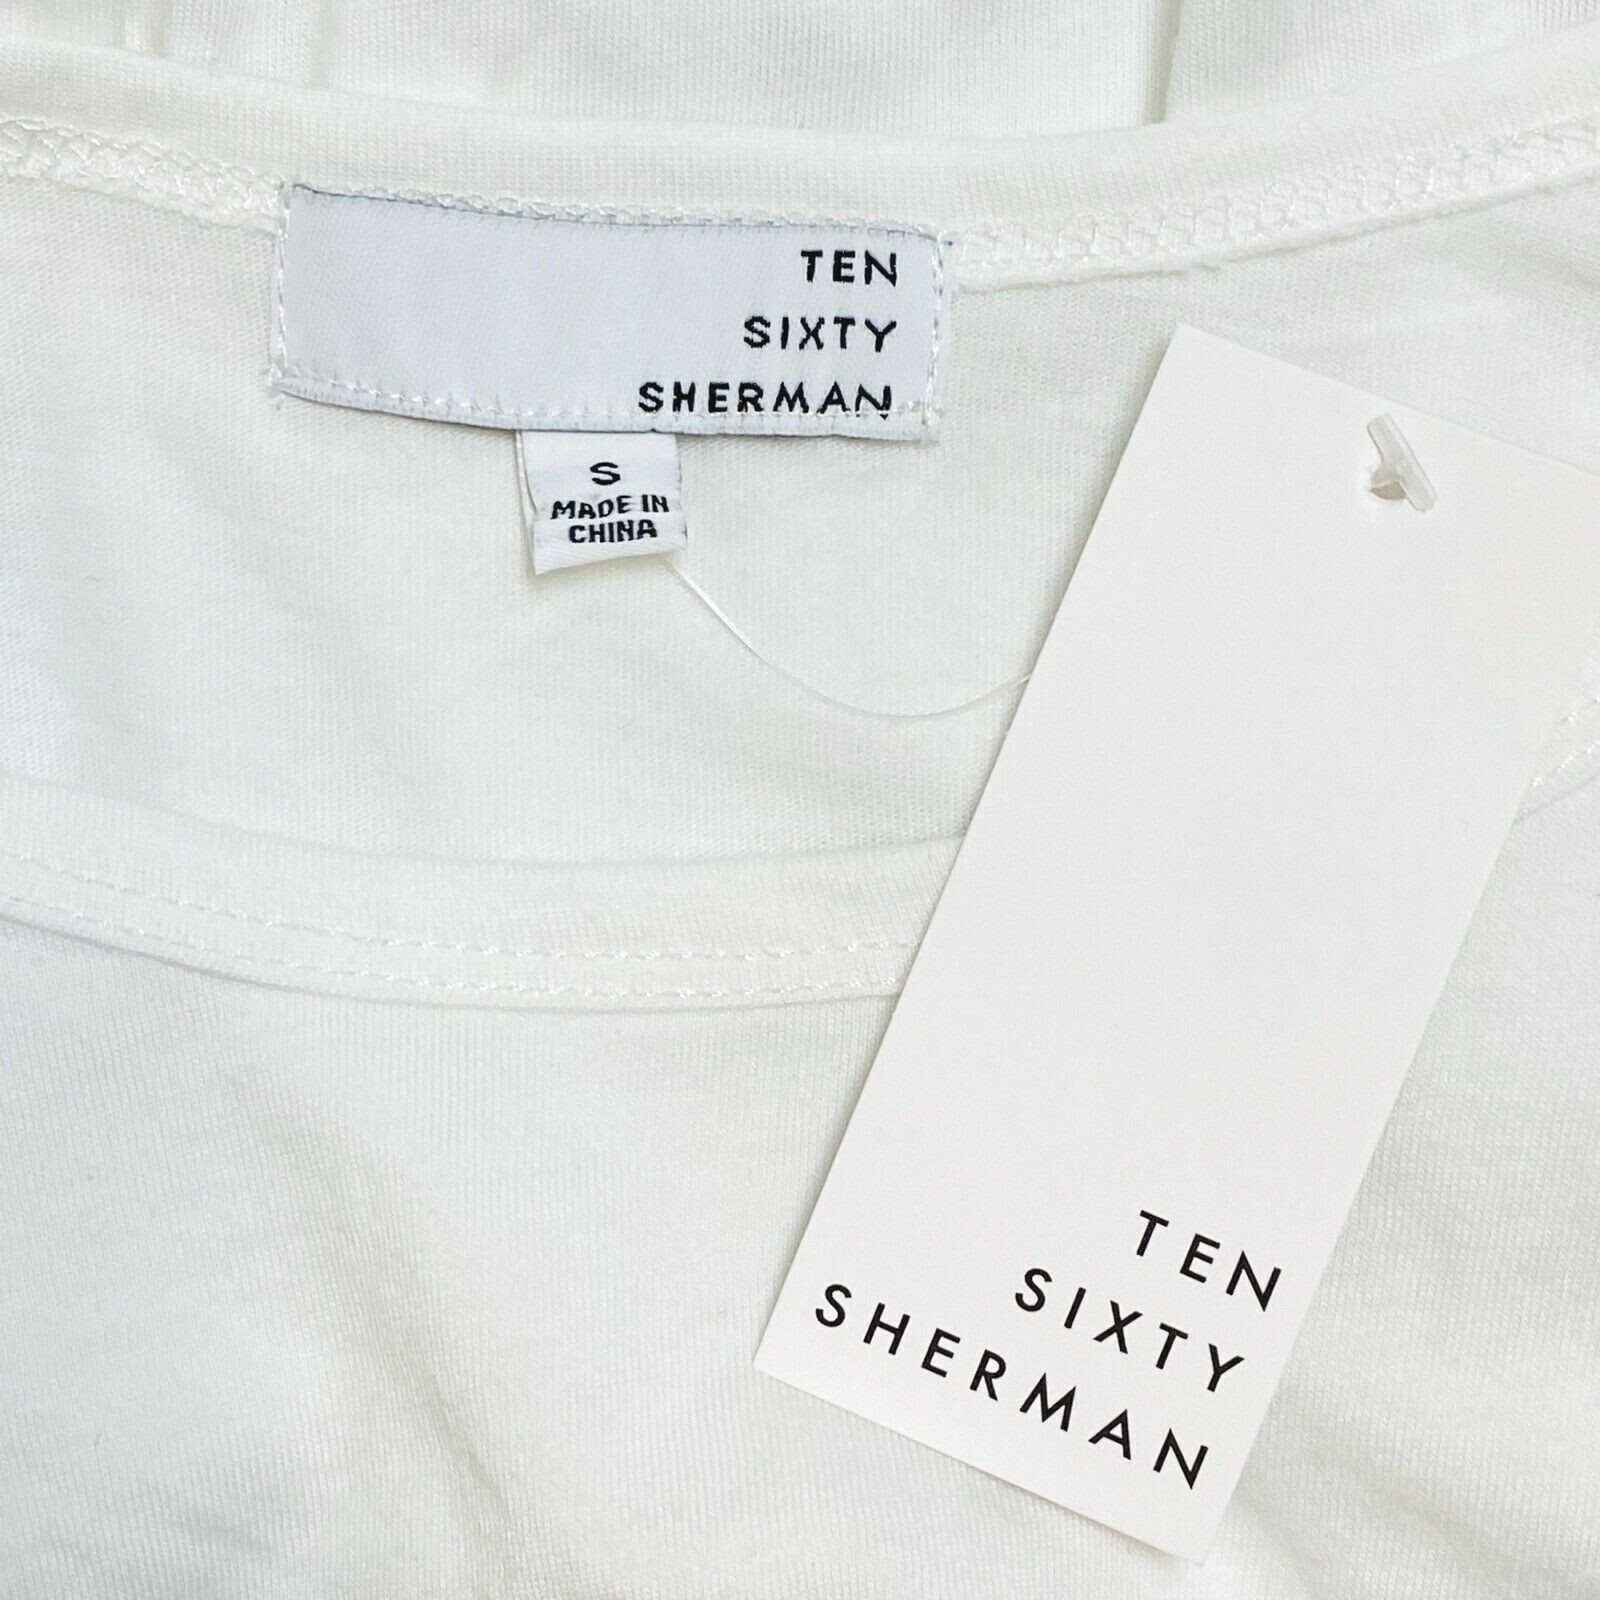 TEN
SIXTY
SHERMAN
S
MADE IN
CHINA
TEN
SIXTY
SHERMAN